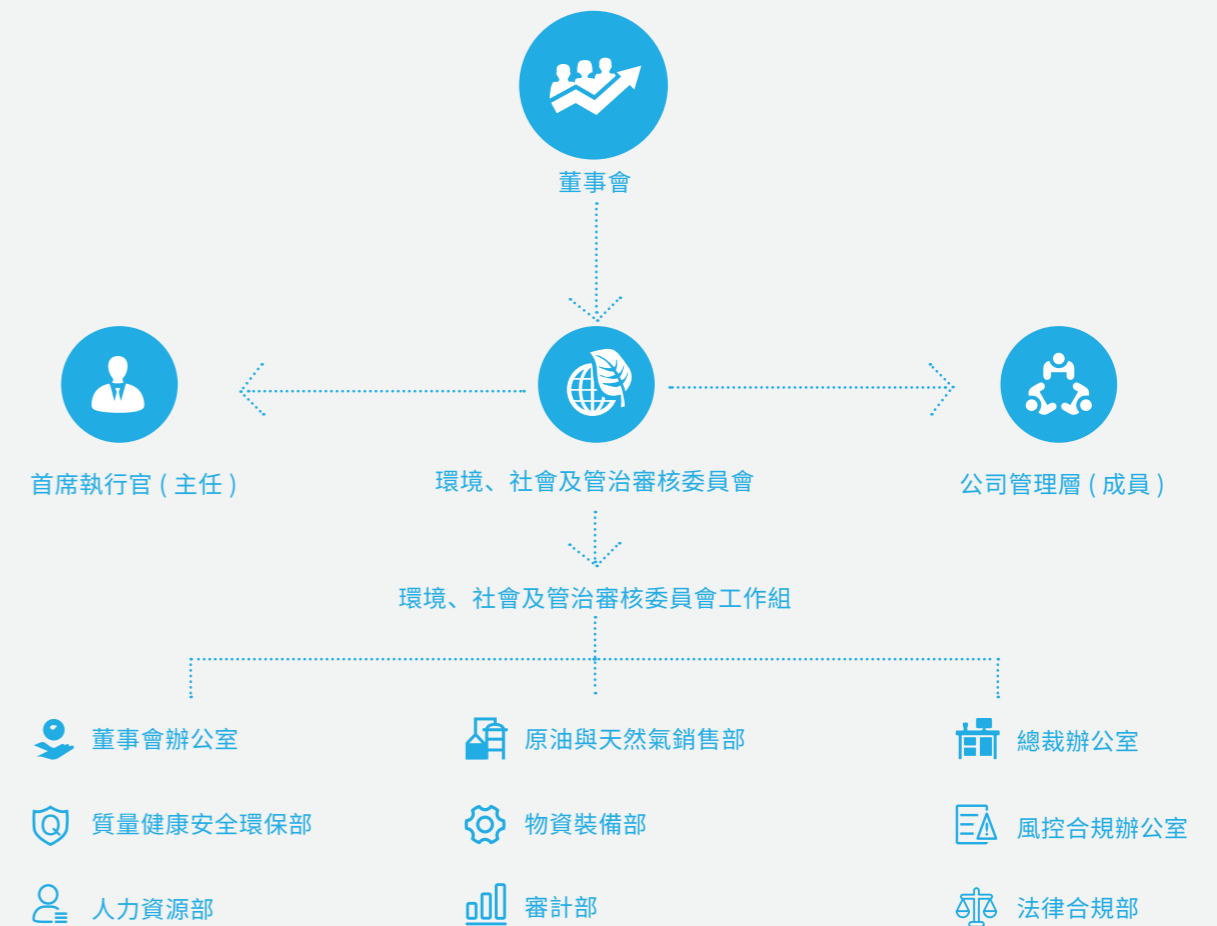 董事會
首席執行官 ( 主任 )
環境、社會及管治審核委員會
公司管理層 ( 成員 )
環境、社會及管治審核委員會工作組
董事會辦公室
原油與天然氣銷售部
總裁辦公室
Q
質量健康安全環保部
物資裝備部
風控合規辦公室
人力資源部
審計部
法律合規部